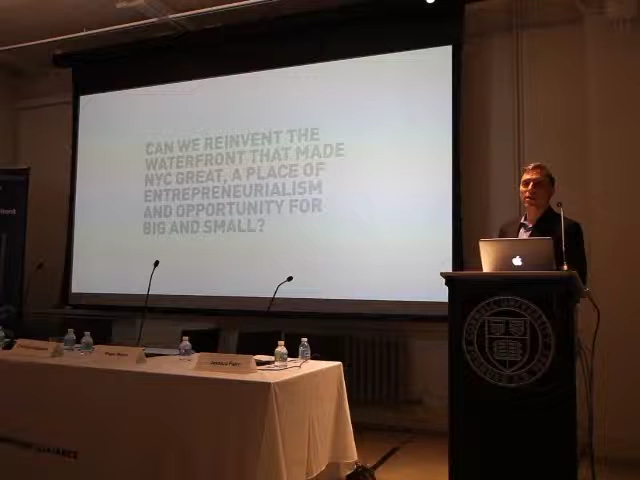 CAN WE REINVENT THE
WATERFRONT THAT MADE
NYC GREAT, A PLACE OF
ENTREPRENEURIALISM
AND OPPORTUNITY FOR
BIG AND SMALL?